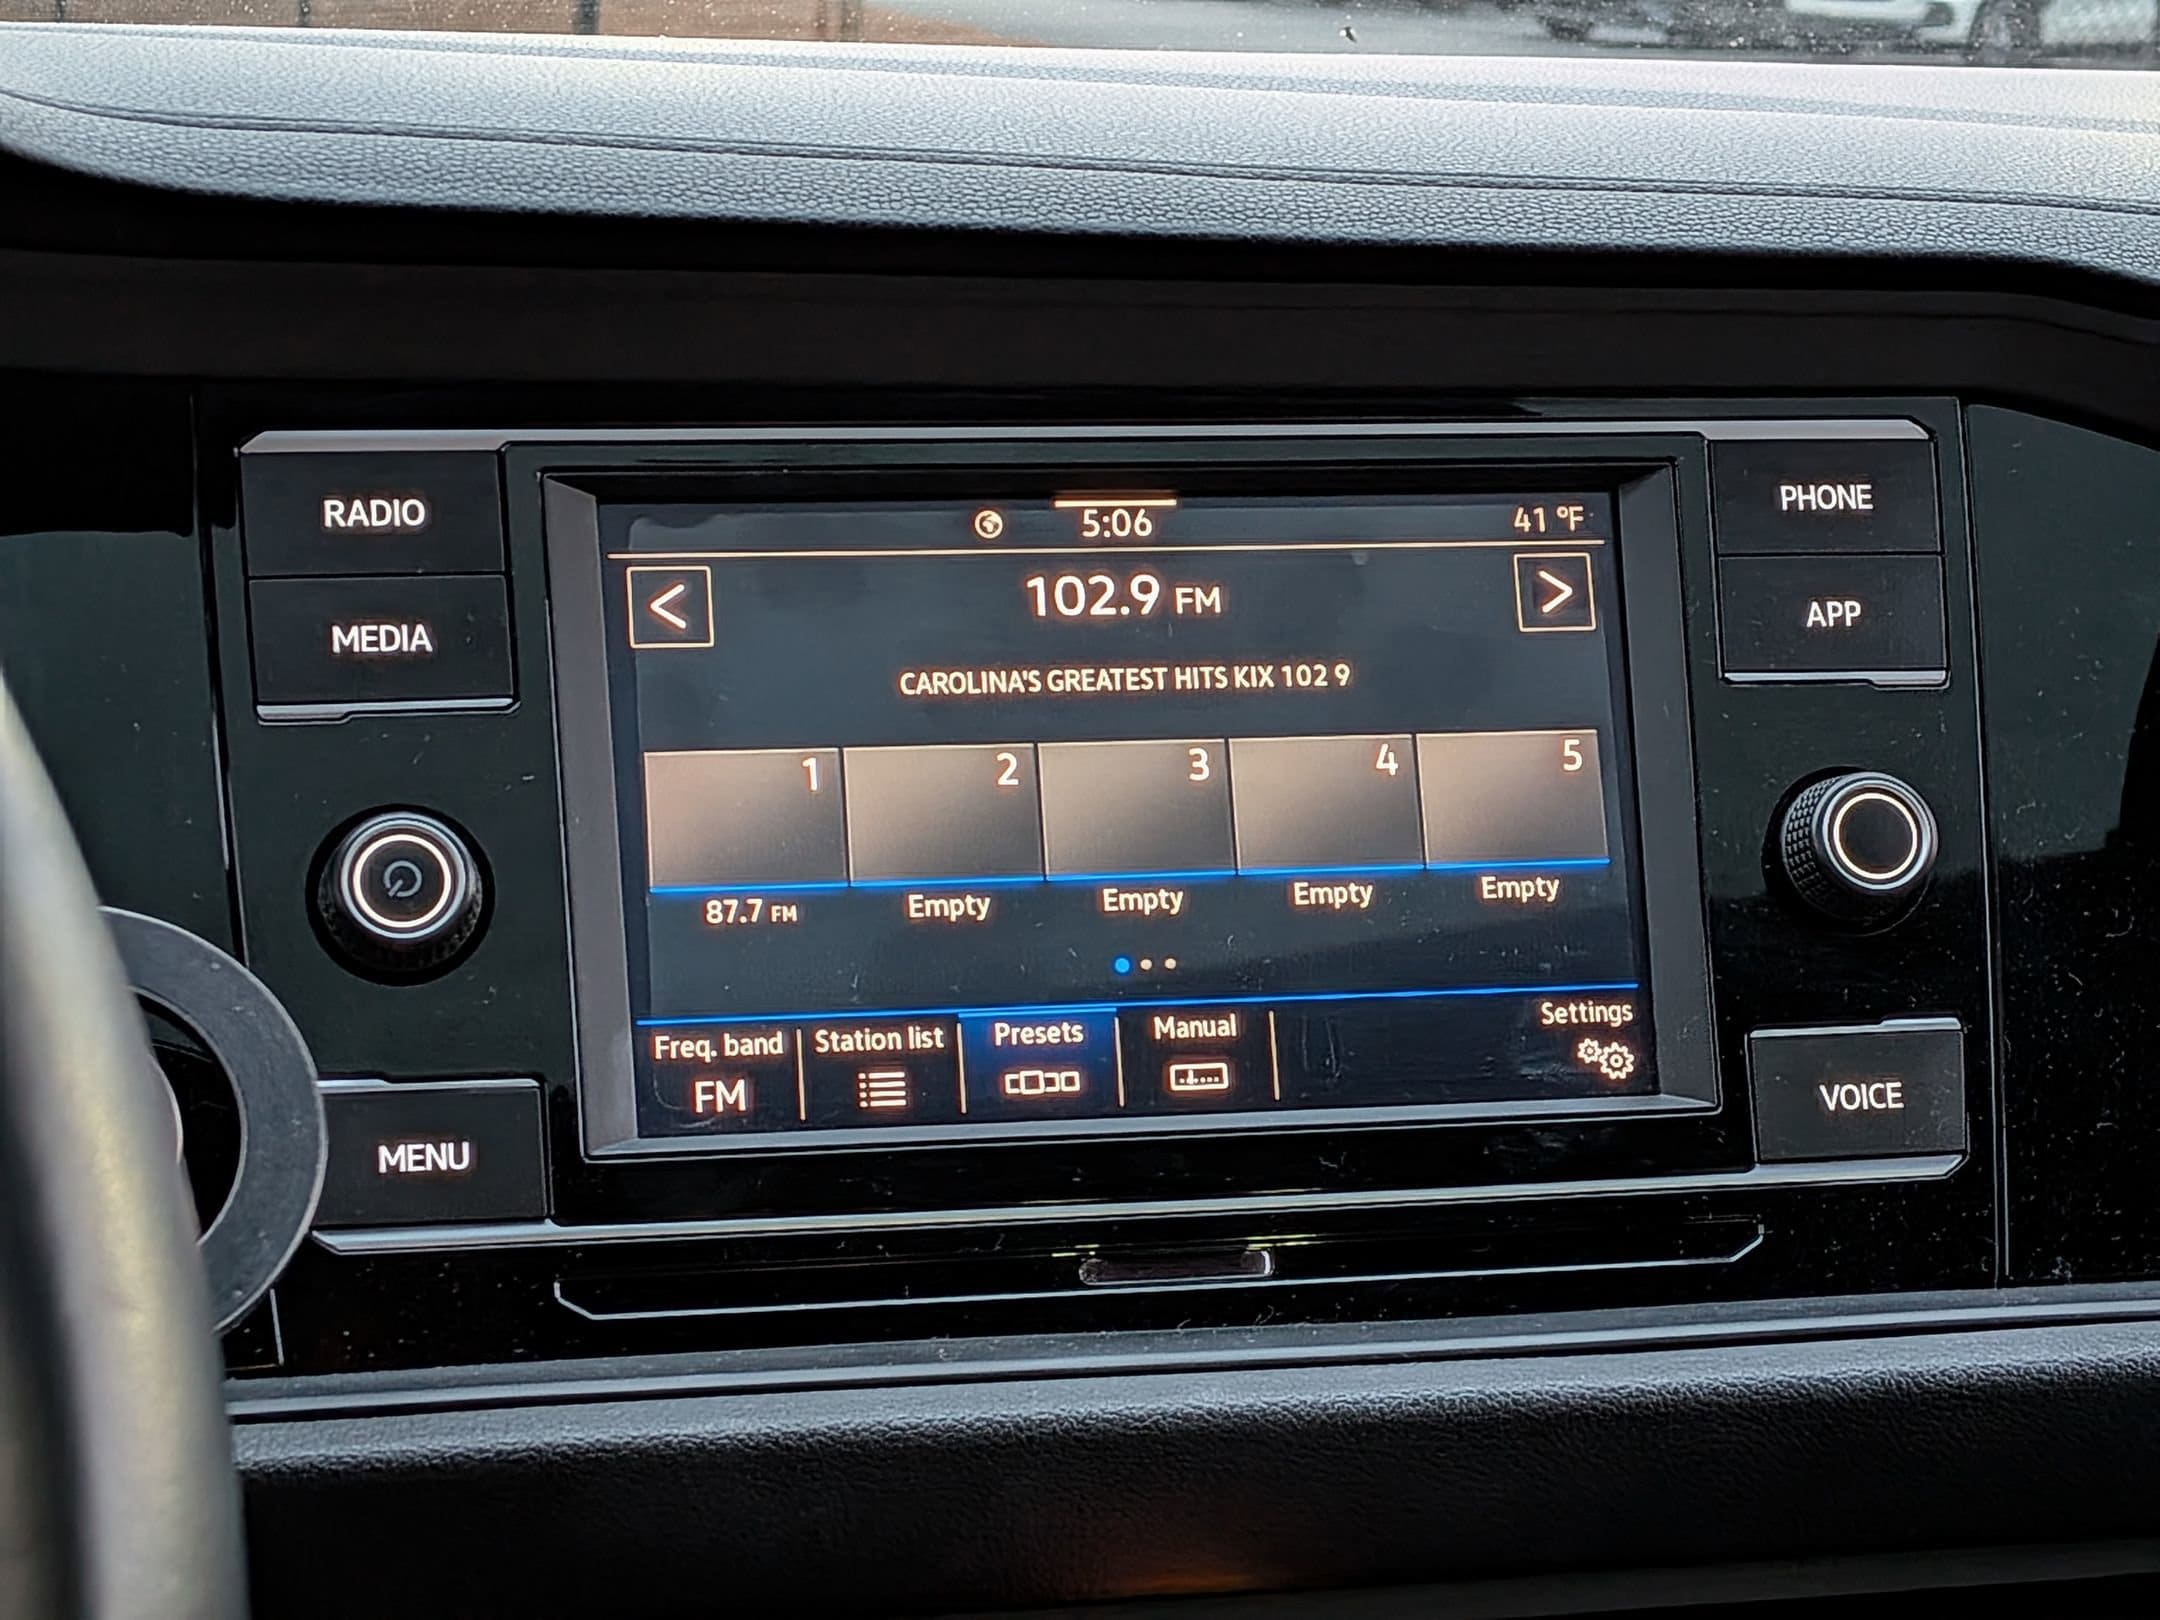 RADIO
MEDIA
MENU
5:06
41 °F
<
102.9 FM
>
CAROLINA'S GREATEST HITS KIX 102 9
1
2
3
4
5
87.7 FM
Empty
Empty
Empty
Empty
Freq. band
FM
Station list
Presets
Manual
Settings
PHONE
APP
VOICE